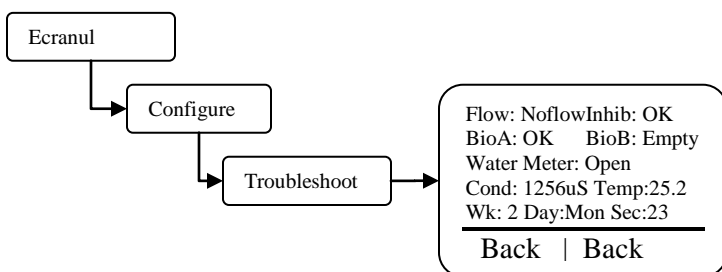 Ecranul
Configure
Troubleshoot
Flow: NoflowInhib: OK
BioA: OK BioB: Empty
Water Meter: Open
Cond: 1256uS Temp:25.2
Wk: 2 Day:Mon Sec:23
Back | Back